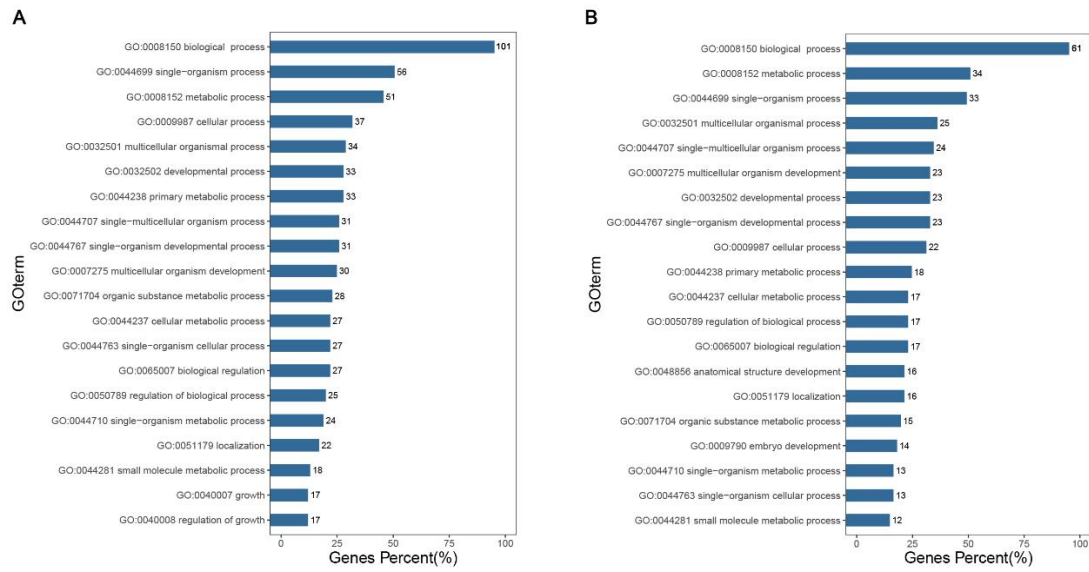 A
GO:0008150 biological process 101
GO:0044699 single-organism process 56
GO:0008152 metabolic process 51
GO:0009987 cellular process 37
GO:0032501 multicellular organismal process 34
GO:0032502 developmental process 33
GO:0044238 primary metabolic process 33
GO:0044707 single-multicellular organism process 31
GO:0044767 single-organism developmental process 31
GO:0007275 multicellular organism development 30
GO:0071704 organic substance metabolic process 28
GO:0044237 cellular metabolic process 27
GO:0044763 single-organism cellular process 27
GO:0065007 biological regulation 27
GO:0050789 regulation of biological process 25
GO:0044710 single-organism metabolic process 24
GO:0051179 localization 22
GO:0044281 small molecule metabolic process 18
GO:0040007 growth 17
GO:0040008 regulation of growth 17
GOterm
0 25 50 75 100
Genes Percent(%)
B
GO:0008150 biological process 61
GO:0008152 metabolic process 34
GO:0044699 single-organism process 33
GO:0032501 multicellular organismal process 25
GO:0044707 single-multicellular organism process 24
GO:0007275 multicellular organism development 23
GO:0032502 developmental process 23
GO:0044767 single-organism developmental process 23
GO:0009987 cellular process 22
GO:0044238 primary metabolic process 18
GO:0044237 cellular metabolic process 17
GO:0050789 regulation of biological process 17
GO:0065007 biological regulation 17
GO:0048856 anatomical structure development 16
GO:0051179 localization 16
GO:0071704 organic substance metabolic process 15
GO:0009790 embryo development 14
GO:0044710 single-organism metabolic process 13
GO:0044763 single-organism cellular process 13
GO:0044281 small molecule metabolic process 12
GOterm
0 25 50 75 100
Genes Percent(%)